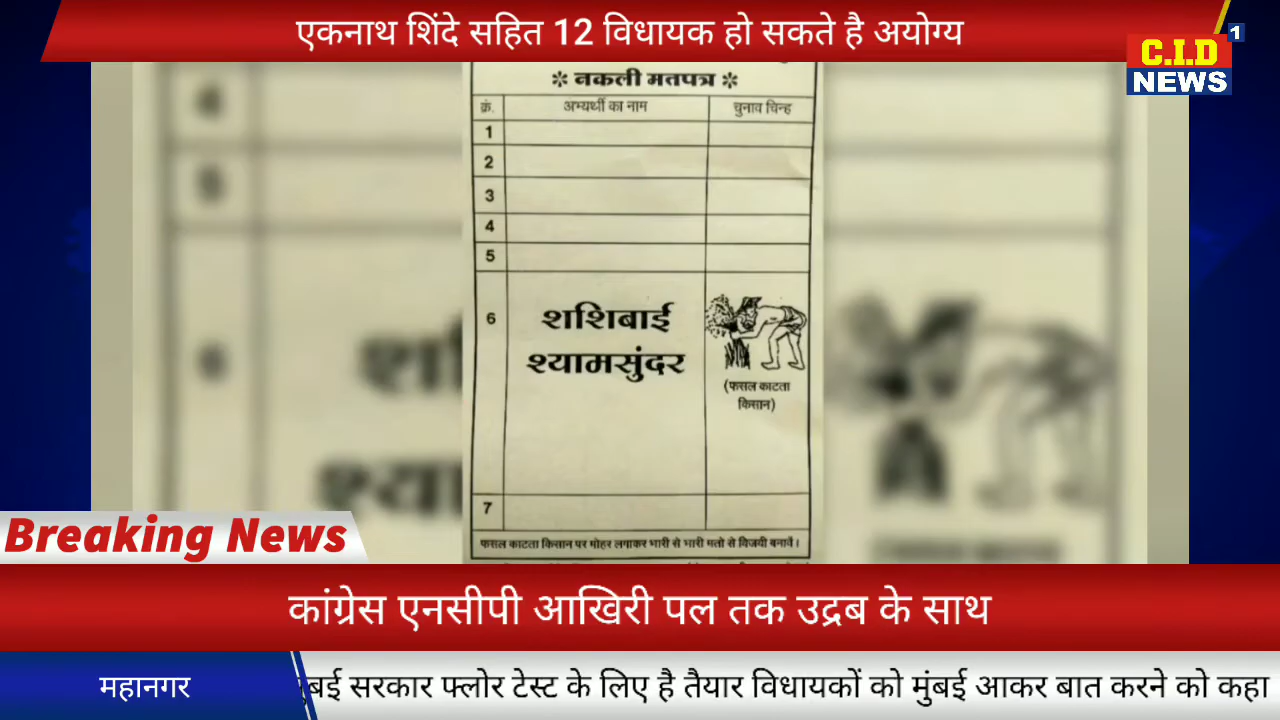 एकनाथ शिंदे सहित 12 विधायक हो सकते है अयोग्य
1
C.I.D
NEWS
❇ नकली मतपत्र ❇
क्रं. अभ्यर्थी का नाम चुनाव चिन्ह
1
2
3
4
5
6 शशिबाई
श्यामसुंदर
(फसल काटता
किसान)
7
फसल काटता किसान पर मोहर लगाकर भारी से भारी मतो से विजयी बनावें।
Breaking News
कांग्रेस एनसीपी आखिरी पल तक उद्रब के साथ
महानगर
सरकार फ्लोर टेस्ट के लिए है तैयार विधायकों को मुंबई आकर बात करने को कहा